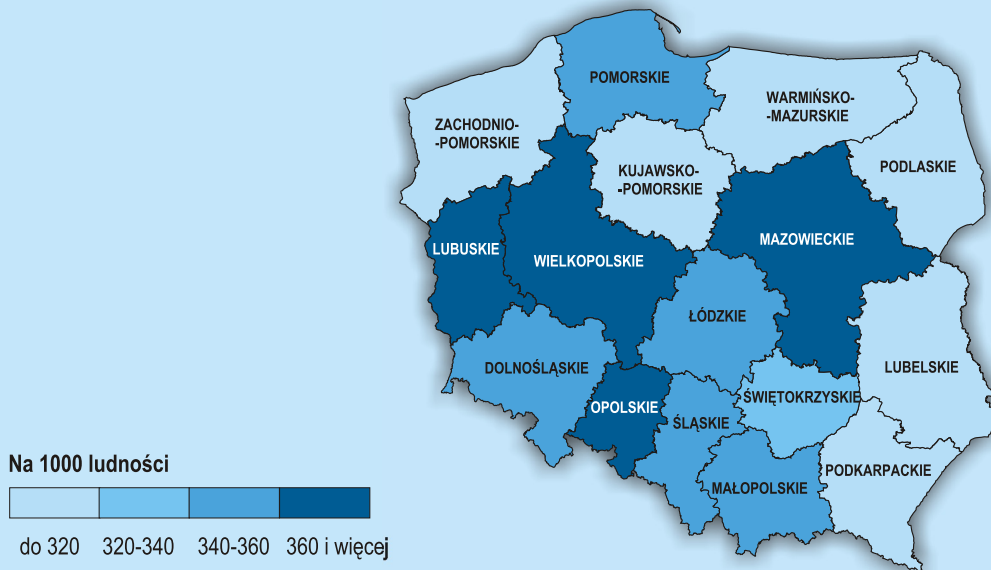 POMORSKIE
WARMIŃSKO-
-MAZURSKIE
ZACHODNIO-
-POMORSKIE
PODLASKIE
KUJAWSKO-
-POMORSKIE
MAZOWIECKIE
LUBUSKIE
WIELKOPOLSKIE
ŁÓDZKIE
DOLNOŚLĄSKIE
LUBELSKIE
ŚWIĘTOKRZYSKIE
OPOLSKIE
ŚLĄSKIE
PODKARPACKIE
MAŁOPOLSKIE
Na 1000 ludności
do 320 320-340 340-360 360 i więcej